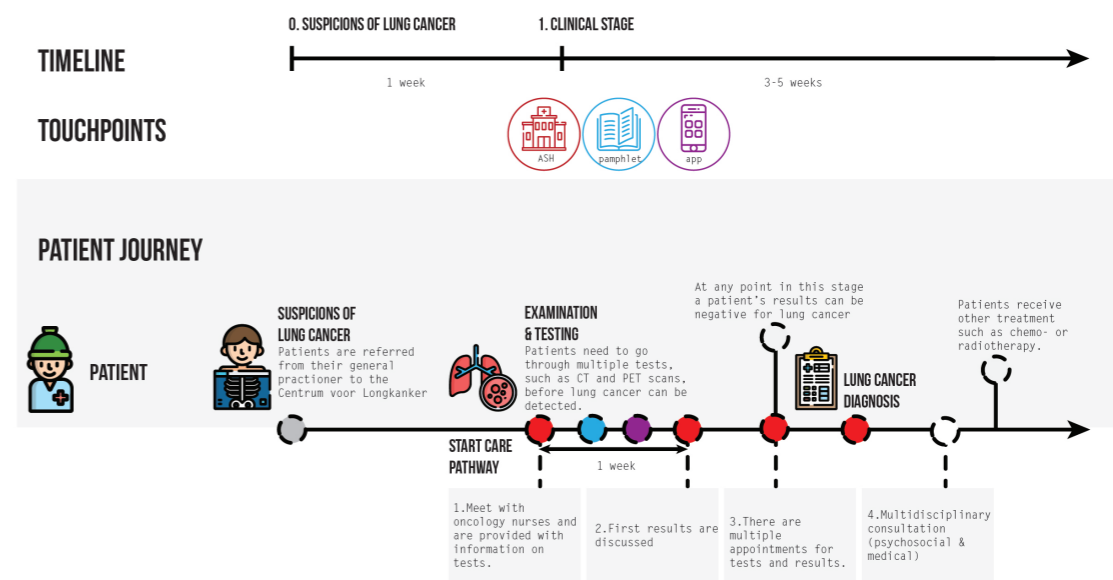 0. SUSPICIONS OF LUNG CANCER
1. CLINICAL STAGE
TIMELINE
1 week
3-5 weeks
TOUCHPOINTS
ASH
pamphlet
app
PATIENT JOURNEY
PATIENT
SUSPICIONS OF
LUNG CANCER
Patients are referred
from their general
practioner to the
Centrum voor Longkanker
EXAMINATION
& TESTING
Patients need to go
through multiple tests,
such as CT and PET scans,
before lung cancer can be
detected.
At any point in this stage
a patient's results can be
negative for lung cancer
LUNG CANCER
DIAGNOSIS
Patients receive
other treatment
such as chemo- or
radiotherapy.
START CARE
PATHWAY
1 week
1.Meet with
oncology nurses and
are provided with
information on
tests.
2.First results are
discussed
3.There are
multiple
appointments for
tests and results.
4.Multidisciplinary
consultation
(psychosocial &
medical)